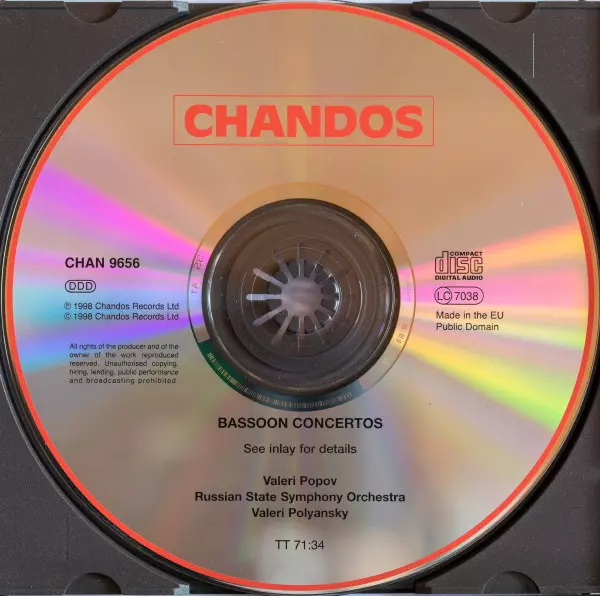 CHANDOS
CHAN 9656
DDD
℗ 1998 Chandos Records Ltd
© 1998 Chandos Records Ltd
All rights of the producer and of the
owner of the work reproduced
reserved. Unauthorised copying,
hiring, lending, public performance
and broadcasting prohibited.
COMPACT
disc
DIGITAL AUDIO
LC 7038
Made in the EU
Public Domain
BASSOON CONCERTOS
See inlay for details
Valeri Popov
Russian State Symphony Orchestra
Valeri Polyansky
TT 71:34